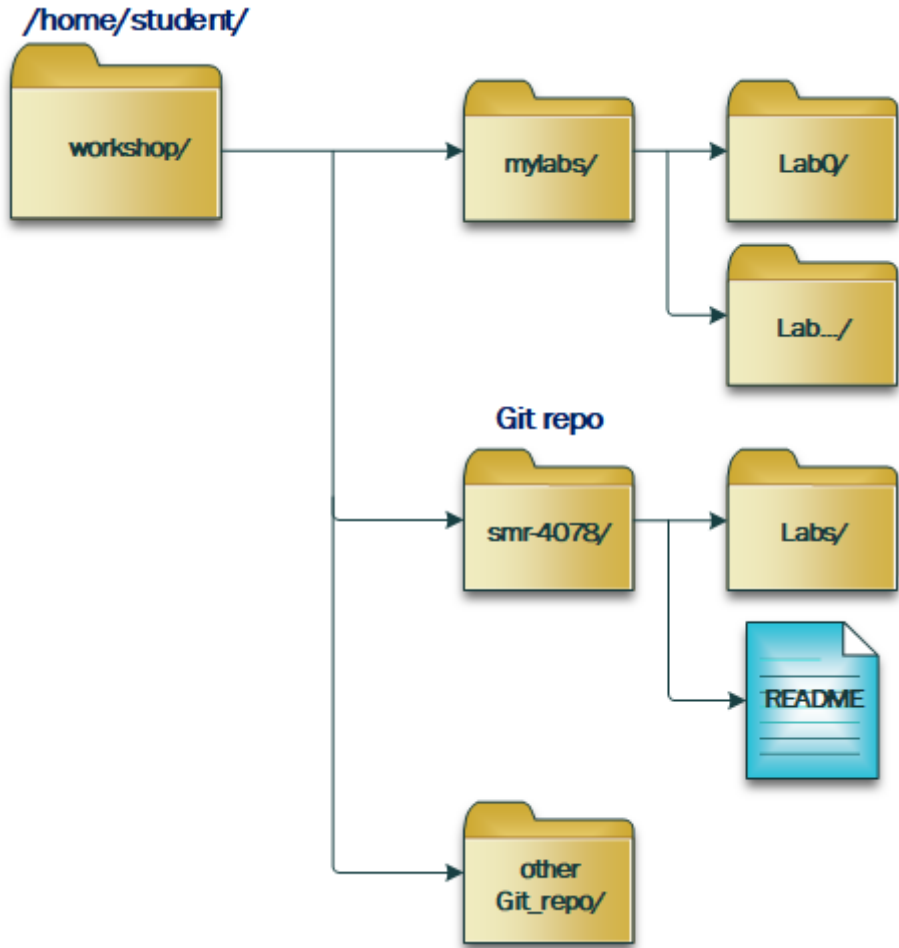 /home/student/
workshop/
mylabs/
Lab0/
Lab.../
Git repo
smr-4078/
Labs/
README
other
Git_repo/